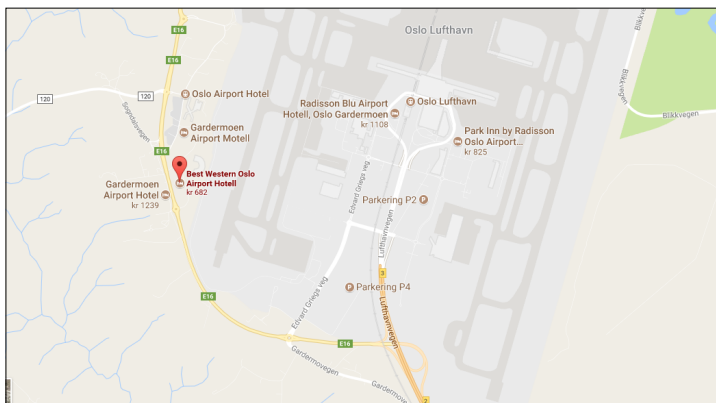 Oslo Lufthavn
E16
Blikkvegen
120
120
Oslo Airport Hotel
Sogndalsvegen
Radisson Blu Airport
Hotell, Oslo Gardermoen
kr 1108
Oslo Lufthavn
Blikkvegen
Blikkvegen
Gardermoen
Airport Motell
Park Inn by Radisson
Oslo Airport...
kr 825
E16
Best Western Oslo
Airport Hotell
kr 682
Gardermoen
Airport Hotel
kr 1239
Edvard Griegs veg
Parkering P2
P
Lufthavnvegen
3
P
Parkering P4
E16
Edvard Griegs veg
Lufthavnvegen
E16
Gardermovegen
Gardermov
2